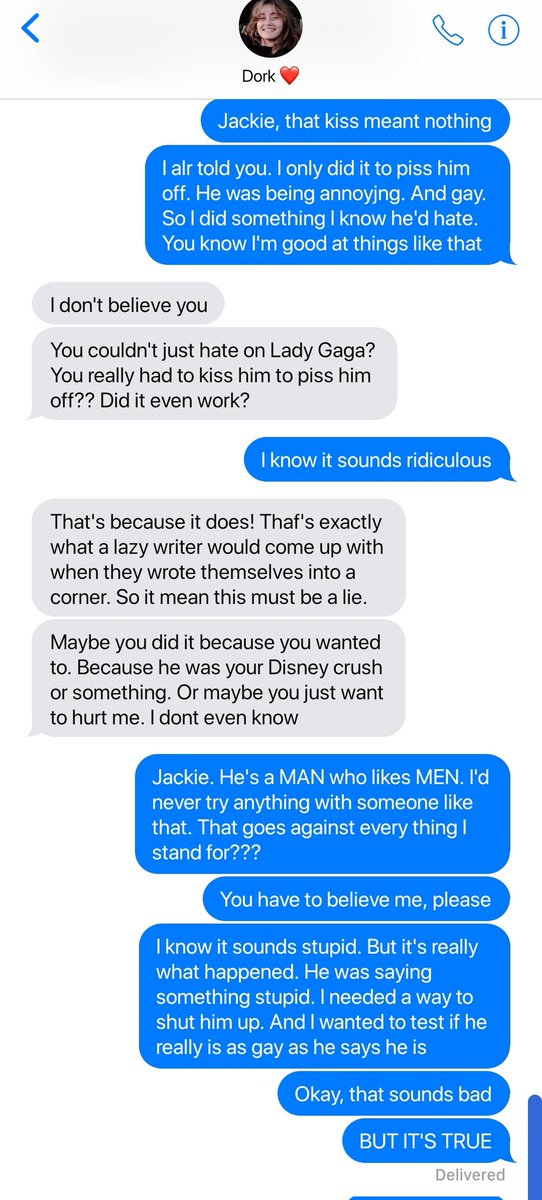 Dork ❤️
Jackie, that kiss meant nothing
I alr told you. I only did it to piss him
off. He was being annoyjng. And gay.
So I did something I know he'd hate.
You know I'm good at things like that
I don't believe you
You couldn't just hate on Lady Gaga?
You really had to kiss him to piss him
off?? Did it even work?
I know it sounds ridiculous
That's because it does! Thaf's exactly
what a lazy writer would come up with
when they wrote themselves into a
corner. So it mean this must be a lie.
Maybe you did it because you wanted
to. Because he was your Disney crush
or something. Or maybe you just want
to hurt me. I dont even know
Jackie. He's a MAN who likes MEN. I'd
never try anything with someone like
that. That goes against every thing I
stand for???
You have to believe me, please
I know it sounds stupid. But it's really
what happened. He was saying
something stupid. I needed a way to
shut him up. And I wanted to test if he
really is as gay as he says he is
Okay, that sounds bad
BUT IT'S TRUE
Delivered